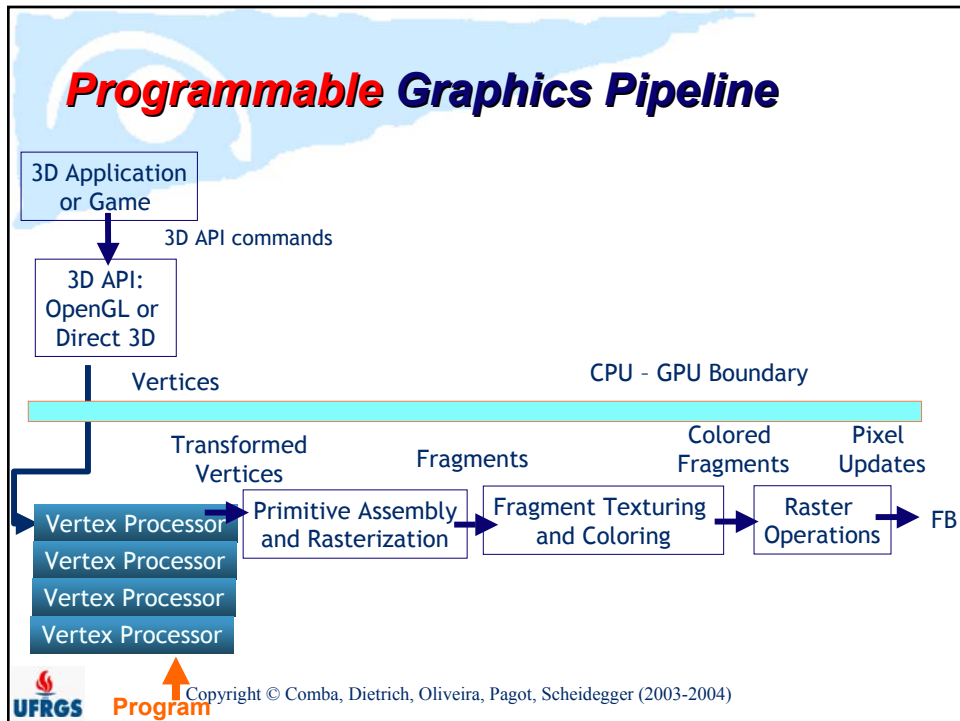 Programmable Graphics Pipeline
3D Application
or Game
3D API commands
3D API:
OpenGL or
Direct 3D
Vertices
CPU – GPU Boundary
Transformed
Vertices
Fragments
Colored
Fragments
Pixel
Updates
Vertex Processor
Vertex Processor
Vertex Processor
Vertex Processor
Primitive Assembly
and Rasterization
Fragment Texturing
and Coloring
Raster
Operations
FB
UFRGS
Program
Copyright © Comba, Dietrich, Oliveira, Pagot, Scheidegger (2003-2004)